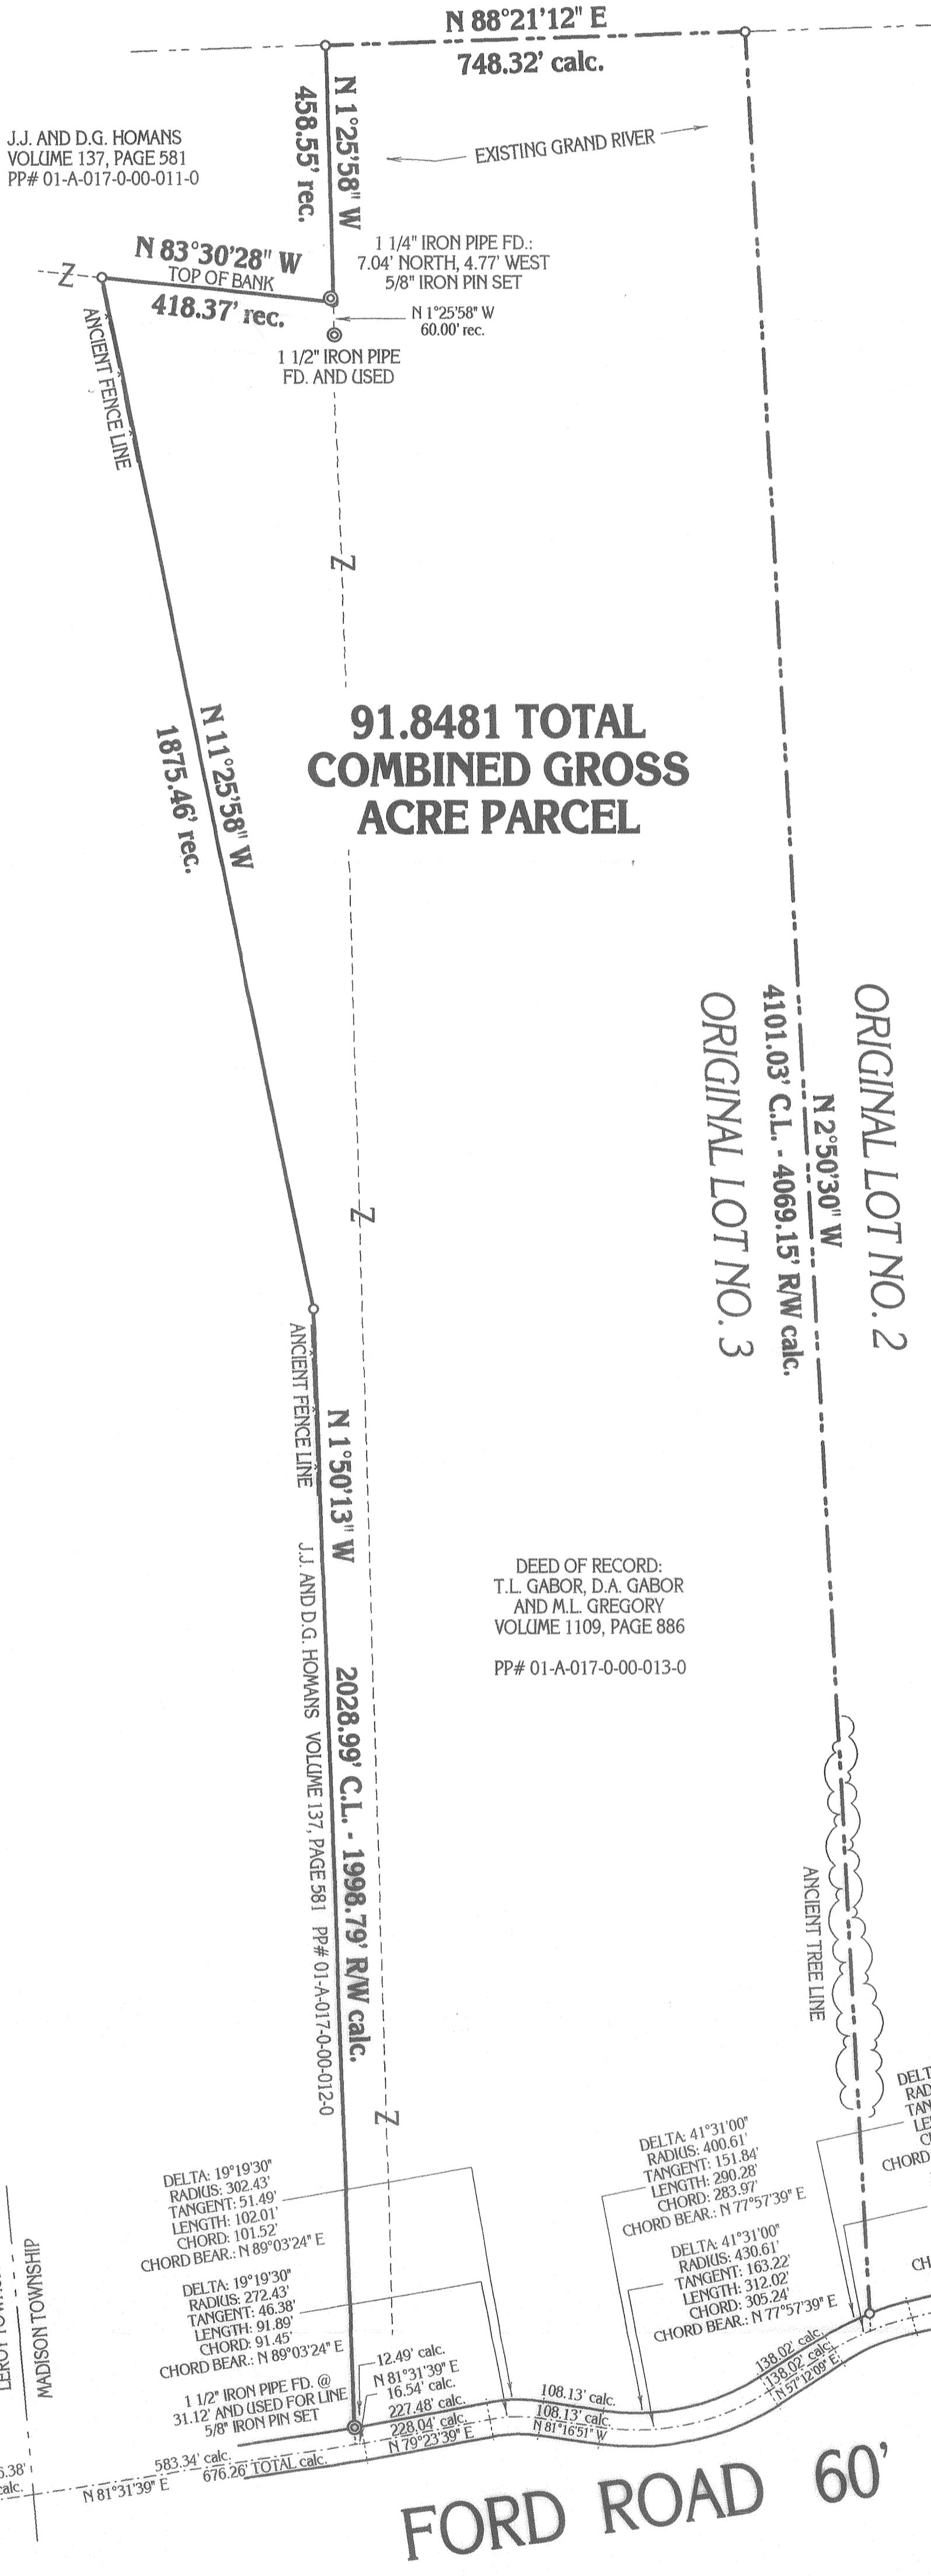 N 88°21'12" E
748.32' calc.
N 1°25'58" W
458.55' rec.
J.J. AND D.G. HOMANS
VOLUME 137, PAGE 581
PP# 01-A-017-0-00-011-0
EXISTING GRAND RIVER
N 83°30'28" W
TOP OF BANK
418.37' rec.
Z
1 1/4" IRON PIPE FD.:
7.04' NORTH, 4.77' WEST
5/8" IRON PIN SET
N 1°25'58" W
60.00' rec.
1 1/2" IRON PIPE
FD. AND USED
ANCIENT FENCE LINE
Z
91.8481 TOTAL
COMBINED GROSS
ACRE PARCEL
N 11°25'58" W
1875.46' rec.
ORIGINAL LOT NO. 2
N 2°50'30" W
4101.03' C.L. - 4069.15' R/W calc.
ORIGINAL LOT NO. 3
Z
ANCIENT FENCE LINE
N 1°50'13" W
2028.99' C.L. - 1998.79' R/W calc.
J.J. AND D.G. HOMANS VOLUME 137, PAGE 581 PP# 01-A-017-0-00-012-0
DEED OF RECORD:
T.L. GABOR, D.A. GABOR
AND M.L. GREGORY
VOLUME 1109, PAGE 886
PP# 01-A-017-0-00-013-0
ANCIENT TREE LINE
Z
DELTA: 19°19'30"
RADIUS: 302.43'
TANGENT: 51.49'
LENGTH: 102.01'
CHORD: 101.52'
CHORD BEAR.: N 89°03'24" E
DELTA: 19°19'30"
RADIUS: 272.43'
TANGENT: 46.38'
LENGTH: 91.89'
CHORD: 91.45'
CHORD BEAR.: N 89°03'24" E
DELTA: 41°31'00"
RADIUS: 400.61'
TANGENT: 151.84'
LENGTH: 290.28'
CHORD: 283.97'
CHORD BEAR.: N 77°57'39" E
DELTA: 41°31'00"
RADIUS: 430.61'
TANGENT: 163.22'
LENGTH: 312.02'
CHORD: 305.24'
CHORD BEAR.: N 77°57'39" E
CHORD
MADISON TOWNSHIP
1 1/2" IRON PIPE FD. @
31.12' AND USED FOR LINE
5/8" IRON PIN SET
12.49' calc.
N 81°31'39" E
16.54' calc.
227.48' calc.
228.04' calc.
N 79°23'39" E
108.13' calc.
108.13' calc.
N 81°16'51" W
138.02' calc.
138.02' calc.
N 57°12'09" E
583.34' calc.
676.26' TOTAL calc.
N 81°31'39" E
FORD ROAD 60'